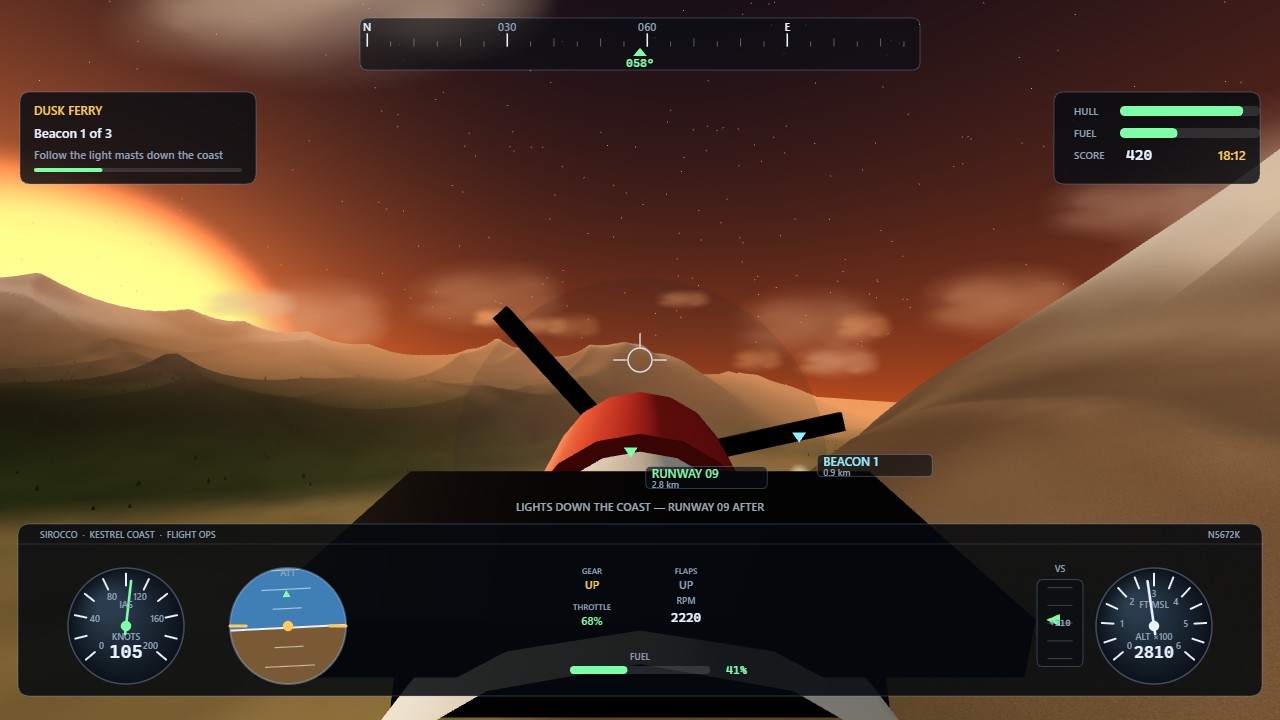 N 030 060 E
058°
DUSK FERRY
Beacon 1 of 3
Follow the light masts down the coast
HULL
FUEL
SCORE 420 18:12
BEACON 1
0.9 km
RUNWAY 09
2.8 km
LIGHTS DOWN THE COAST — RUNWAY 09 AFTER
SIROCCO · KESTREL COAST · FLIGHT OPS
N5672K
80 120
IAS
40 160
KNOTS
0 200
105
ATT
GEAR
UP
FLAPS
UP
THROTTLE
68%
RPM
2220
FUEL
41%
VS
3
2 4
FT MSL
1 5
ALT ×100
0 6
2810